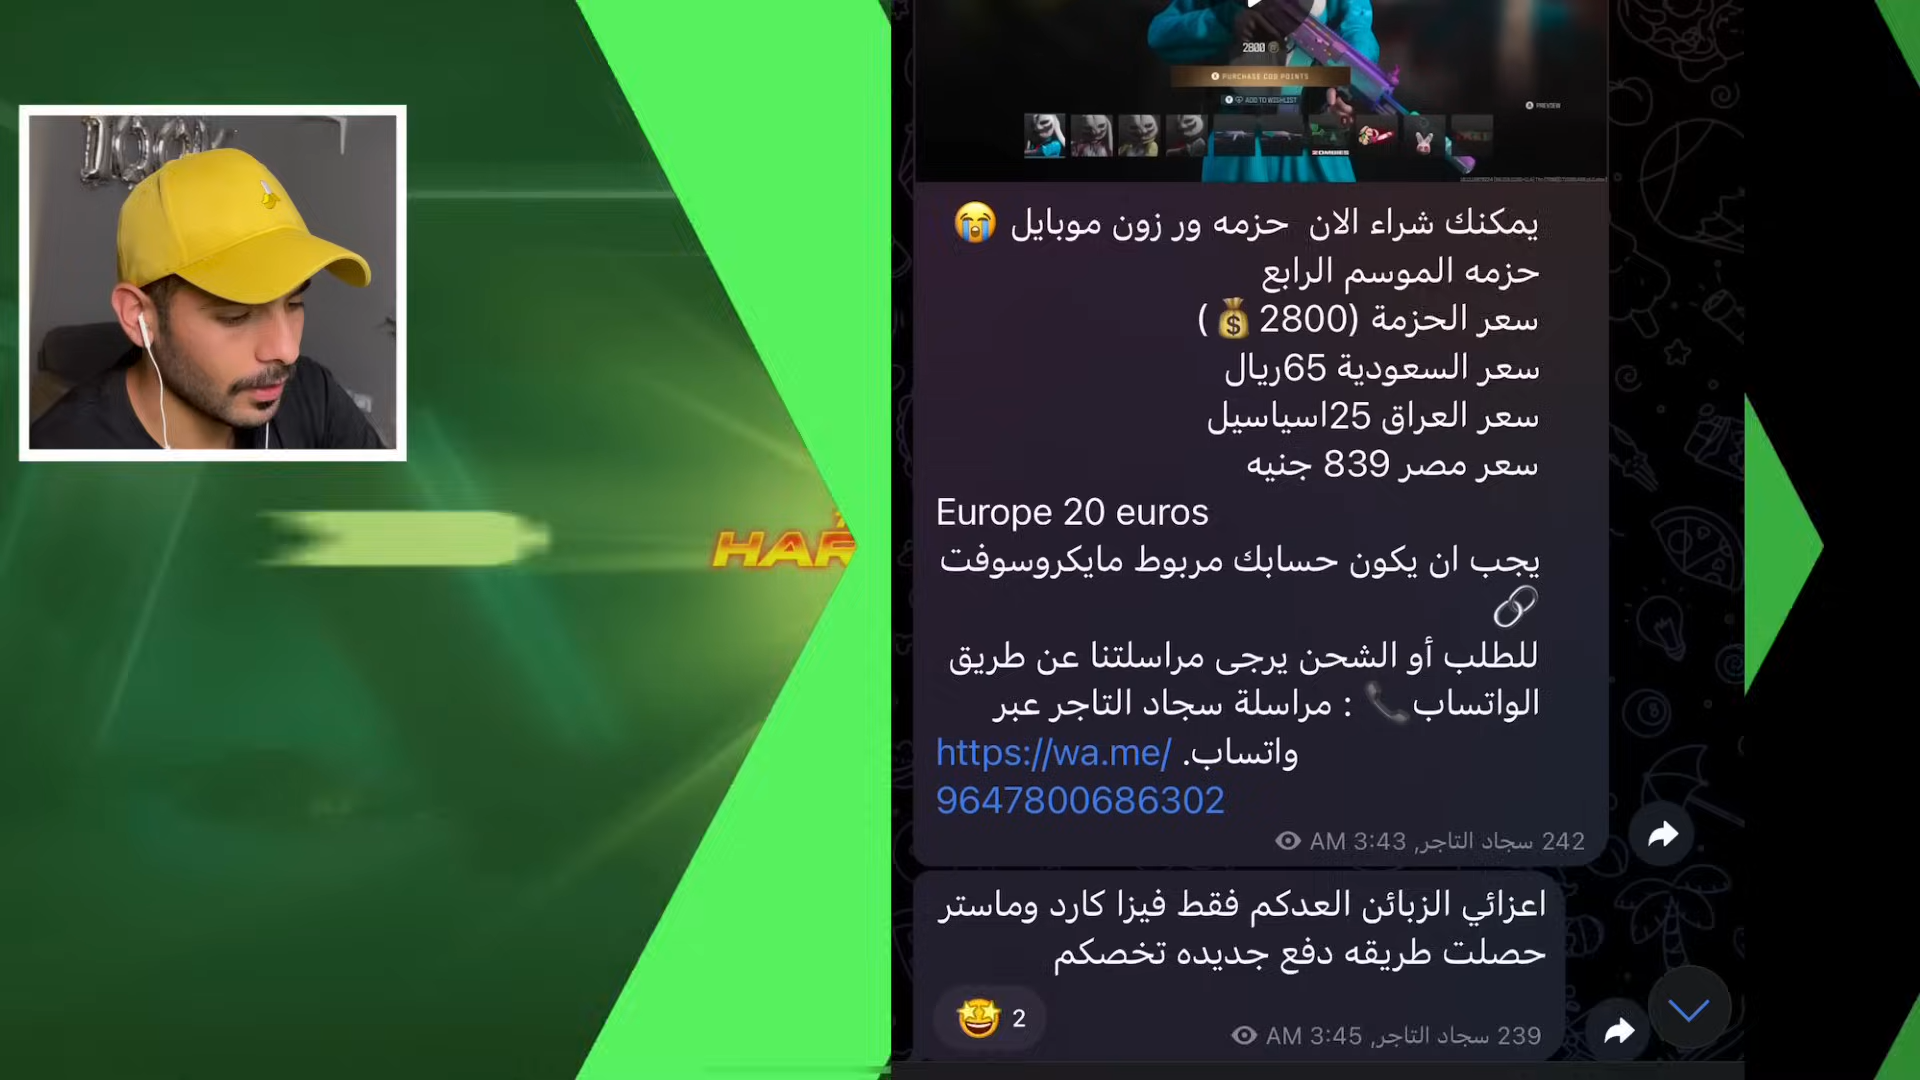 100k
HAR
2800
PURCHASE COD POINTS
ADD TO WISHLIST
PREVIEW
ZOMBIES
يمكنك شراء الان حزمه ور زون موبايل 😭
حزمه الموسم الرابع
سعر الحزمة (2800💰)
سعر السعودية 65ريال
سعر العراق 25اسياسيل
سعر مصر 839 جنيه
Europe 20 euros
يجب ان يكون حسابك مربوط مايكروسوفت
🔗
للطلب أو الشحن يرجى مراسلتنا عن طريق
الواتساب📞 : مراسلة سجاد التاجر عبر
واتساب. https://wa.me/
9647800686302
242 سجاد التاجر, 3:43 AM
اعزائي الزبائن العدكم فقط فيزا كارد وماستر
حصلت طريقه دفع جديده تخصكم
🤩 2
239 سجاد التاجر, 3:45 AM